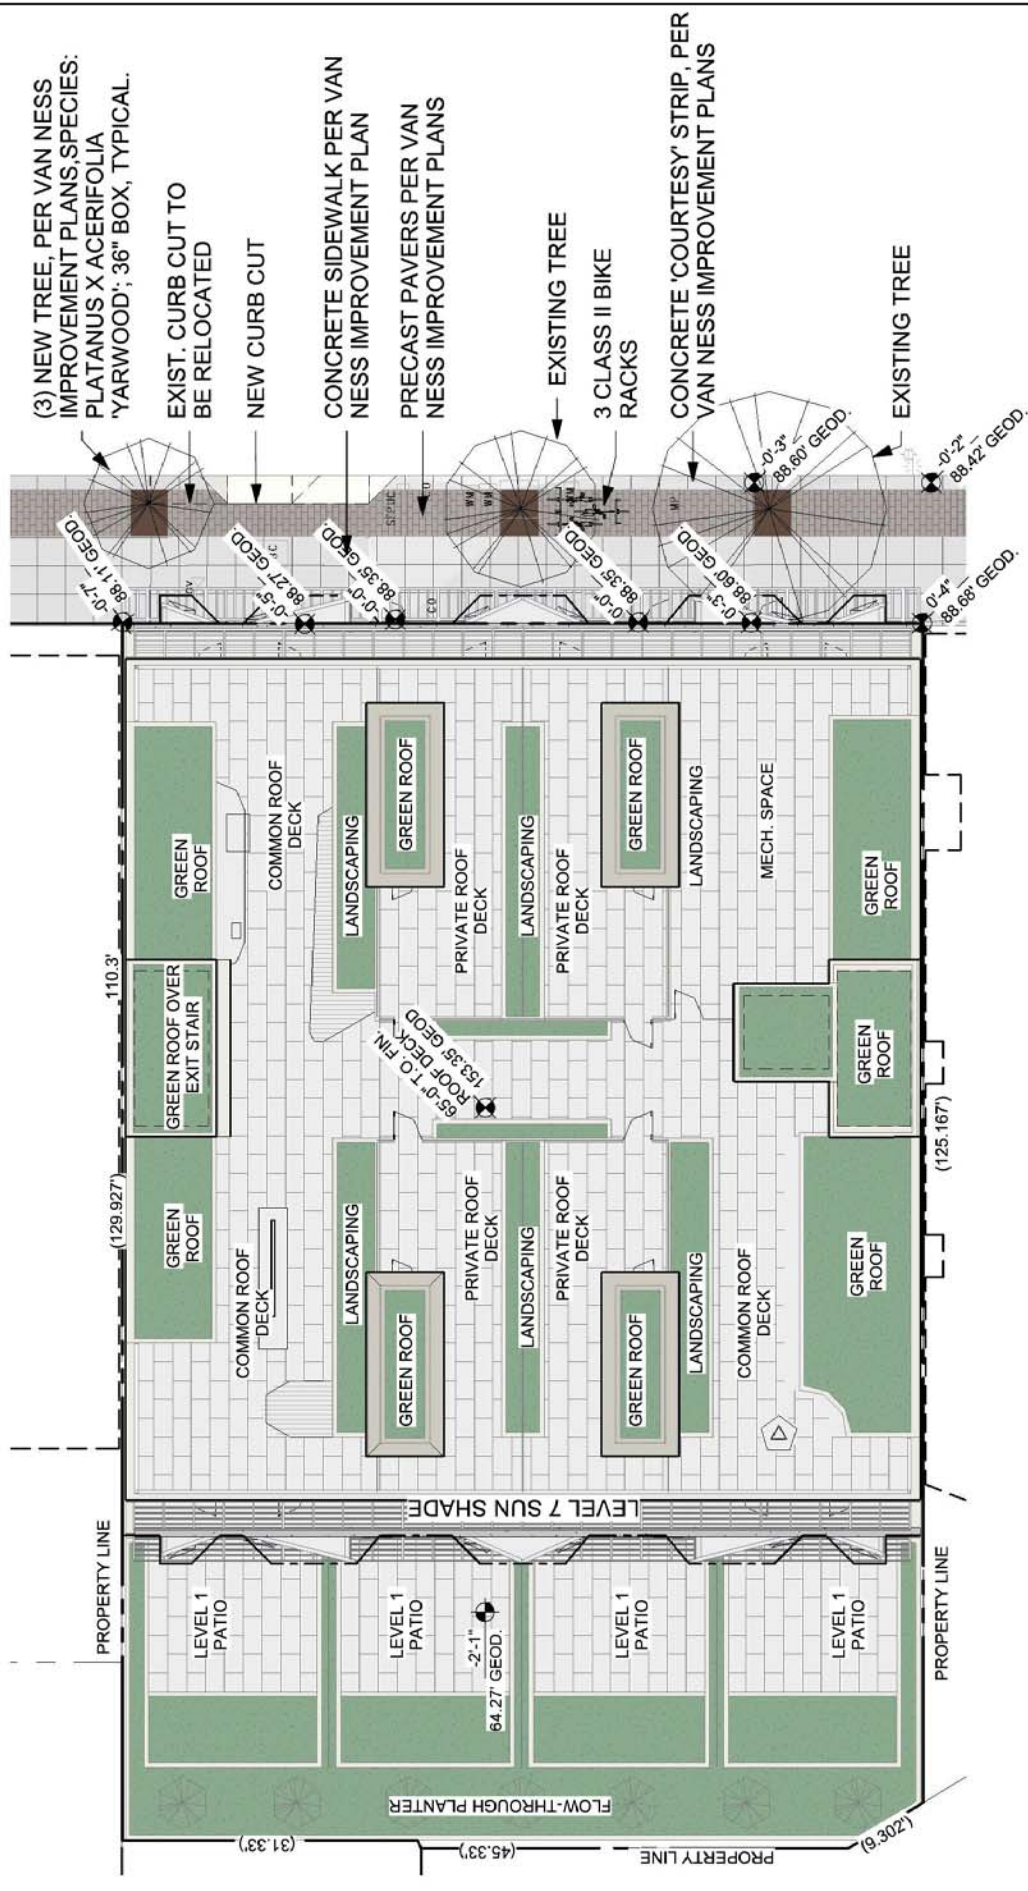 (3) NEW TREE, PER VAN NESS
IMPROVEMENT PLANS,SPECIES:
PLATANUS X ACERIFOLIA
'YARWOOD'; 36" BOX, TYPICAL.
EXIST. CURB CUT TO
BE RELOCATED
NEW CURB CUT
CONCRETE SIDEWALK PER VAN
NESS IMPROVEMENT PLAN
PRECAST PAVERS PER VAN
NESS IMPROVEMENT PLANS
EXISTING TREE
3 CLASS II BIKE
RACKS
CONCRETE 'COURTESY' STRIP, PER
VAN NESS IMPROVEMENT PLANS
EXISTING TREE
-0'-7"
88.11' GEOD
-0'-5"
88.27' GEOD.
-0'-0"
88.35' GEOD.
0'-0"
88.35' GEOD.
0'-3"
88.60' GEOD.
-0'-3"
88.60' GEOD.
-0'-2"
88.42' GEOD.
0'-4"
88.68' GEOD.
WM
WM
CO
MP
110.3'
(129.927')
(125.167')
GREEN
ROOF
COMMON ROOF
DECK
LANDSCAPING
GREEN ROOF
PRIVATE ROOF
DECK
LANDSCAPING
PRIVATE ROOF
DECK
GREEN ROOF
LANDSCAPING
MECH. SPACE
GREEN
ROOF
GREEN ROOF OVER
EXIT STAIR
65'-0" T.O. FIN.
ROOF DECK
153.35' GEOD
GREEN
ROOF
GREEN
ROOF
COMMON ROOF
DECK
LANDSCAPING
GREEN ROOF
PRIVATE ROOF
DECK
LANDSCAPING
PRIVATE ROOF
DECK
GREEN ROOF
LANDSCAPING
COMMON ROOF
DECK
GREEN
ROOF
LEVEL 7 SUN SHADE
PROPERTY LINE
LEVEL 1
PATIO
LEVEL 1
PATIO
-2'-1"
64.27' GEOD.
LEVEL 1
PATIO
LEVEL 1
PATIO
PROPERTY LINE
FLOW-THROUGH PLANTER
(31.33')
(45.33')
PROPERTY LINE
(9.302')